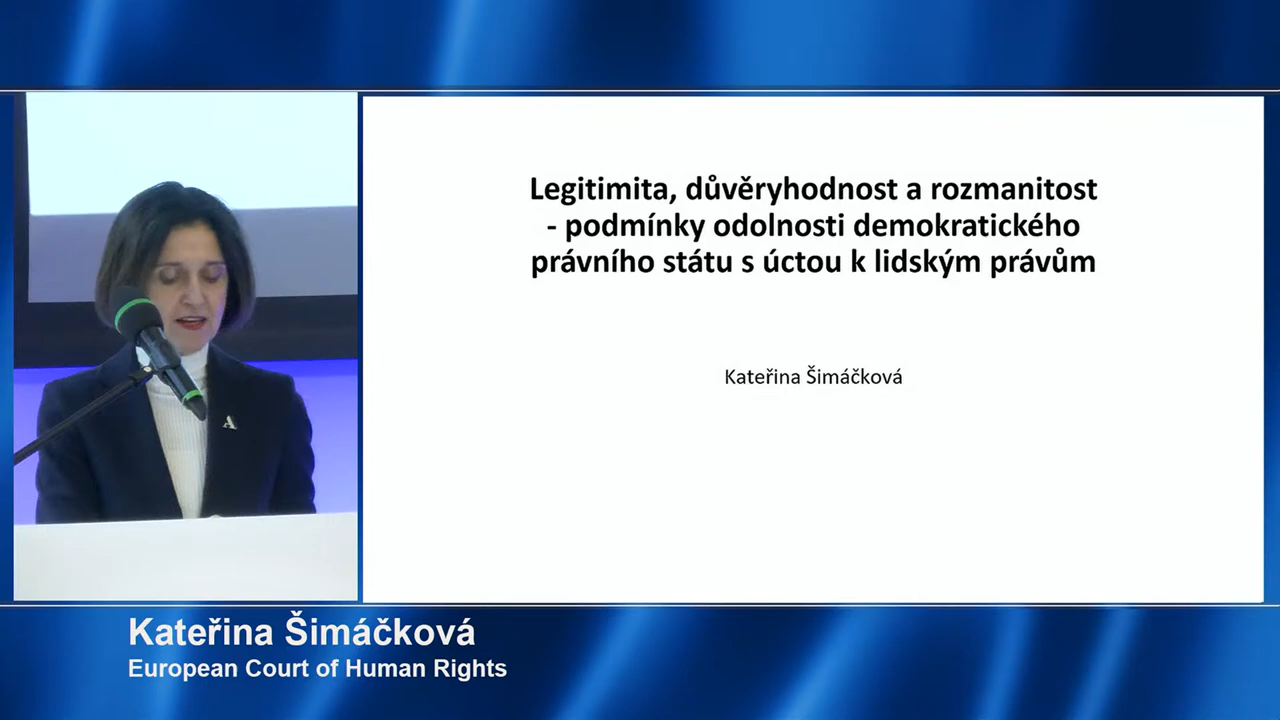 Legitimita, důvěryhodnost a rozmanitost
- podmínky odolnosti demokratického
právního státu s úctou k lidským právům
Kateřina Šimáčková
Kateřina Šimáčková
European Court of Human Rights